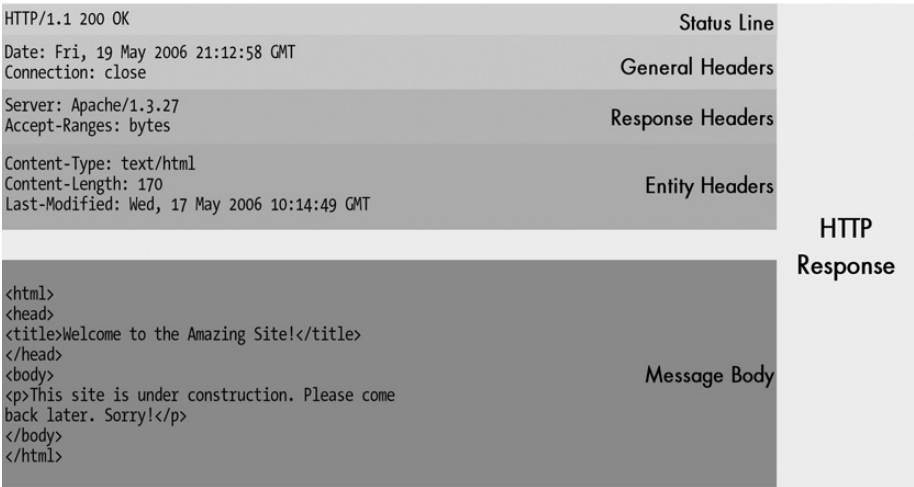 HTTP/1.1 200 OK
Status Line
Date: Fri, 19 May 2006 21:12:58 GMT
Connection: close
General Headers
Server: Apache/1.3.27
Accept-Ranges: bytes
Response Headers
Content-Type: text/html
Content-Length: 170
Last-Modified: Wed, 17 May 2006 10:14:49 GMT
Entity Headers
<html>
<head>
<title>Welcome to the Amazing Site!</title>
</head>
<body>
<p>This site is under construction. Please come
back later. Sorry!</p>
</body>
</html>
Message Body
HTTP
Response